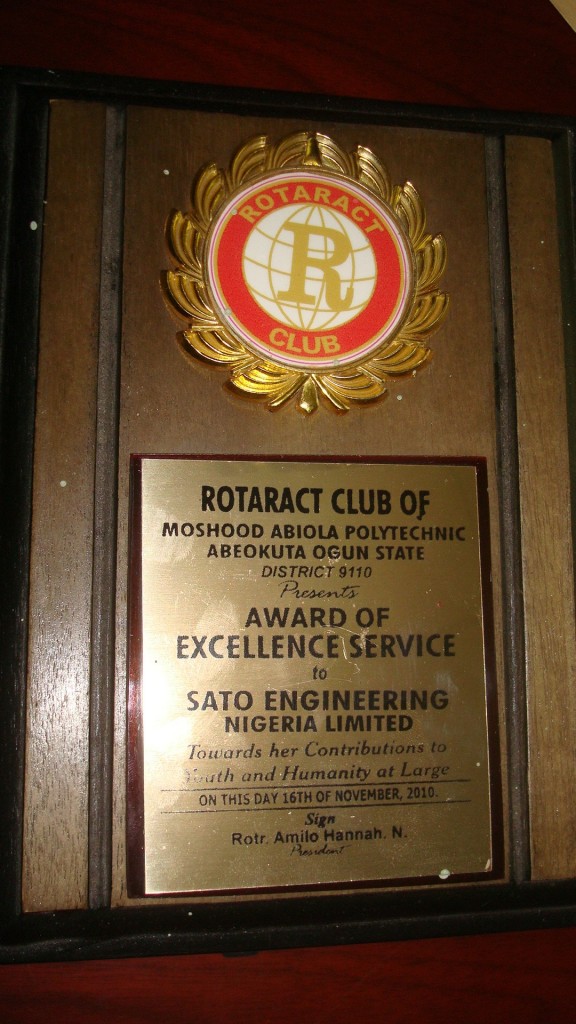 ROTARACT
R
CLUB
ROTARACT CLUB OF
MOSHOOD ABIOLA POLYTECHNIC
ABEOKUTA OGUN STATE
DISTRICT 9110
Presents
AWARD OF
EXCELLENCE SERVICE
to
SATO ENGINEERING
NIGERIA LIMITED
Towards her Contributions to
Youth and Humanity at Large
ON THIS DAY 16TH OF NOVEMBER, 2010.
Sign
Rotr. Amilo Hannah. N.
President